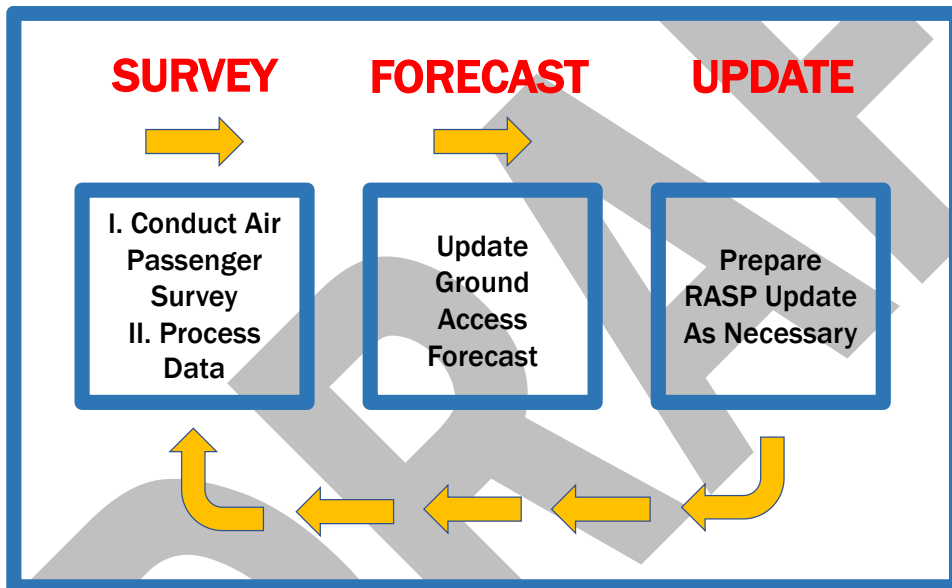 SURVEY
FORECAST
UPDATE
I. Conduct Air
Passenger
Survey
II. Process
Data
Update
Ground
Access
Forecast
Prepare
RASP Update
As Necessary
DRAFT